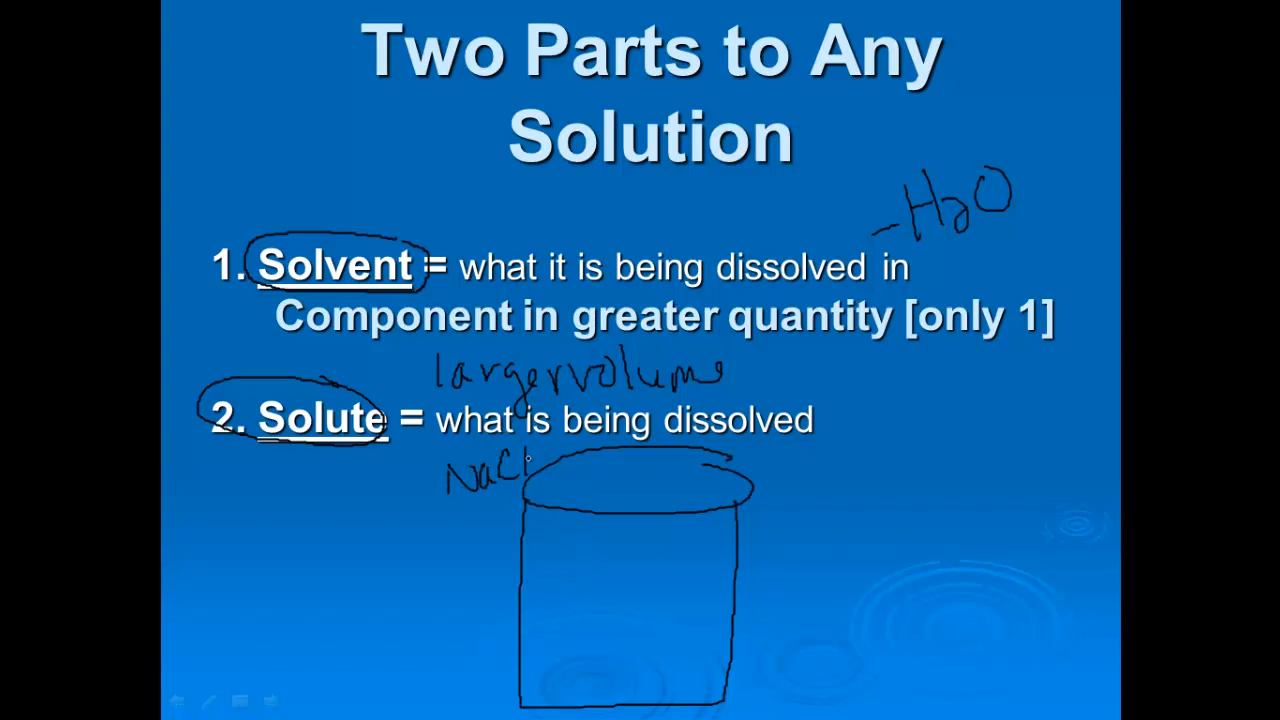 Two Parts to Any
Solution
– H2O
1. Solvent = what it is being dissolved in
Component in greater quantity [only 1]
larger volume
2. Solute = what is being dissolved
NaCl